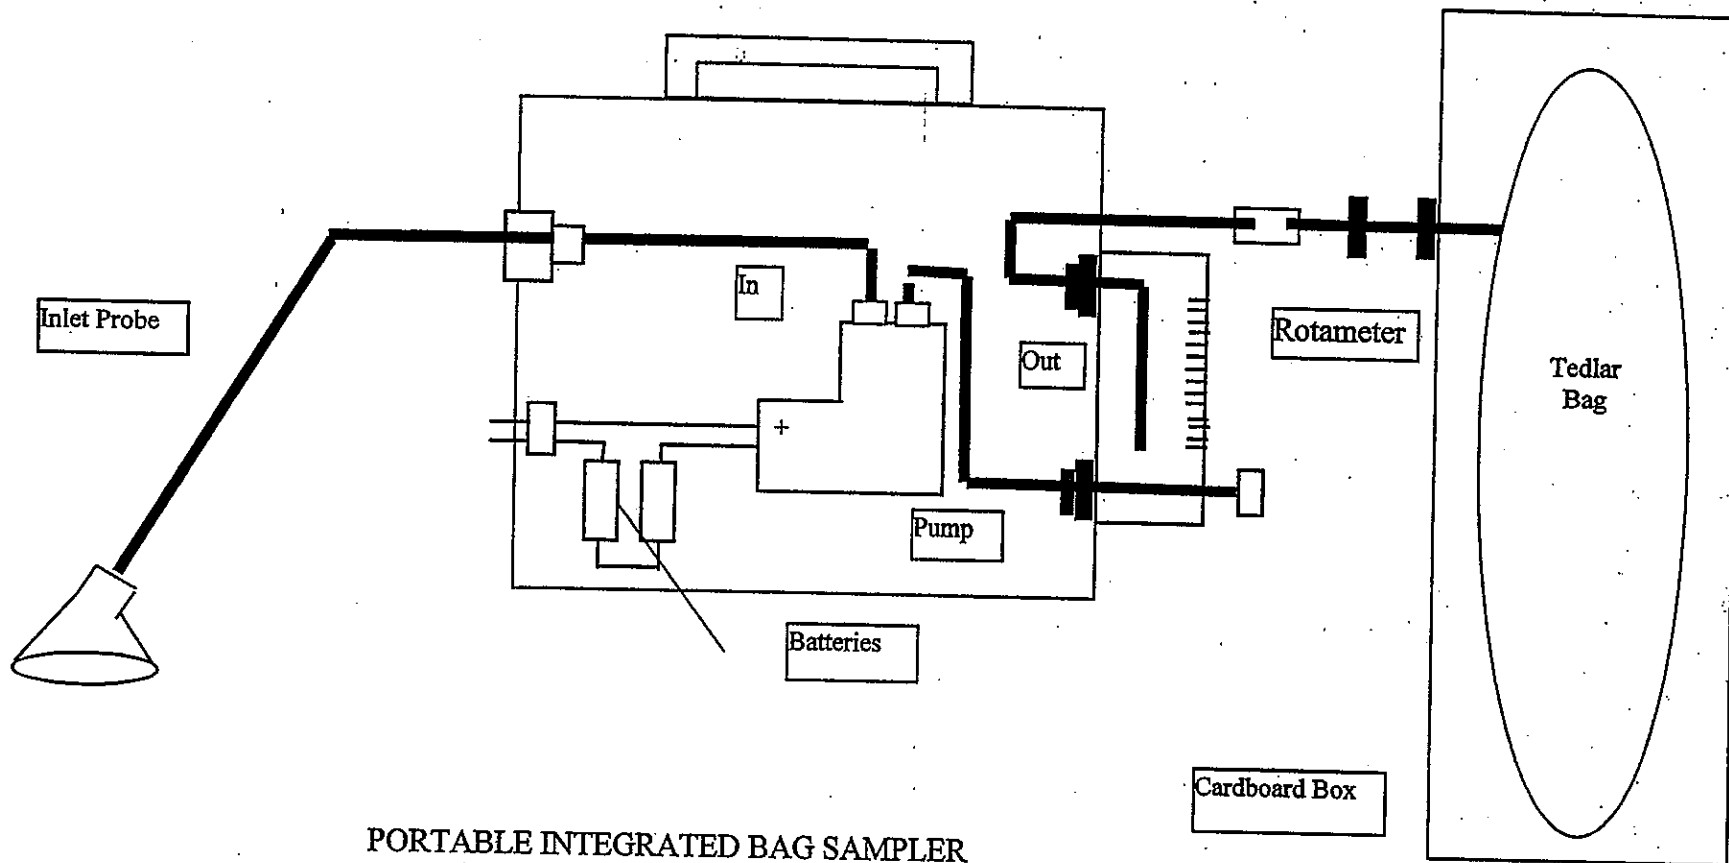 Inlet Probe
In
Out
Rotameter
Tedlar
Bag
+
Pump
Batteries
Cardboard Box
PORTABLE INTEGRATED BAG SAMPLER